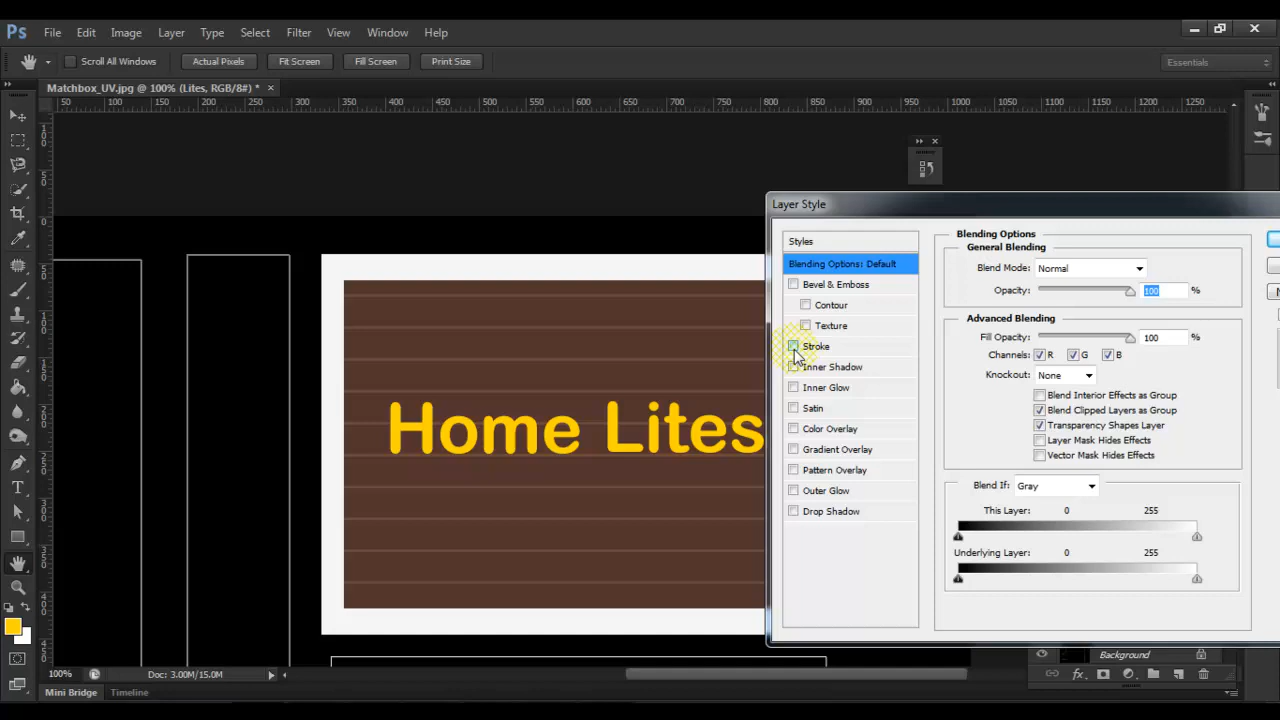 Ps File Edit Image Layer Type Select Filter View Window Help
Scroll All Windows Actual Pixels Fit Screen Fill Screen Print Size Essentials
Matchbox_UV.jpg @ 100% (Lites, RGB/8#) * ×
50 100 150 200 250 300 350 400 450 500 550 600 650 700 750 800 850 900 950 1000 1050 1100 1150 1200 1250
Layer Style
Styles
Blending Options: Default
Bevel & Emboss
Contour
Texture
Stroke
Inner Shadow
Inner Glow
Satin
Color Overlay
Gradient Overlay
Pattern Overlay
Outer Glow
Drop Shadow
Blending Options
General Blending
Blend Mode: Normal
Opacity: 100 %
Advanced Blending
Fill Opacity: 100 %
Channels: R G B
Knockout: None
Blend Interior Effects as Group
Blend Clipped Layers as Group
Transparency Shapes Layer
Layer Mask Hides Effects
Vector Mask Hides Effects
Blend If: Gray
This Layer: 0 255
Underlying Layer: 0 255
Home Lites
Background
100% Doc: 3.00M/15.0M
Mini Bridge Timeline